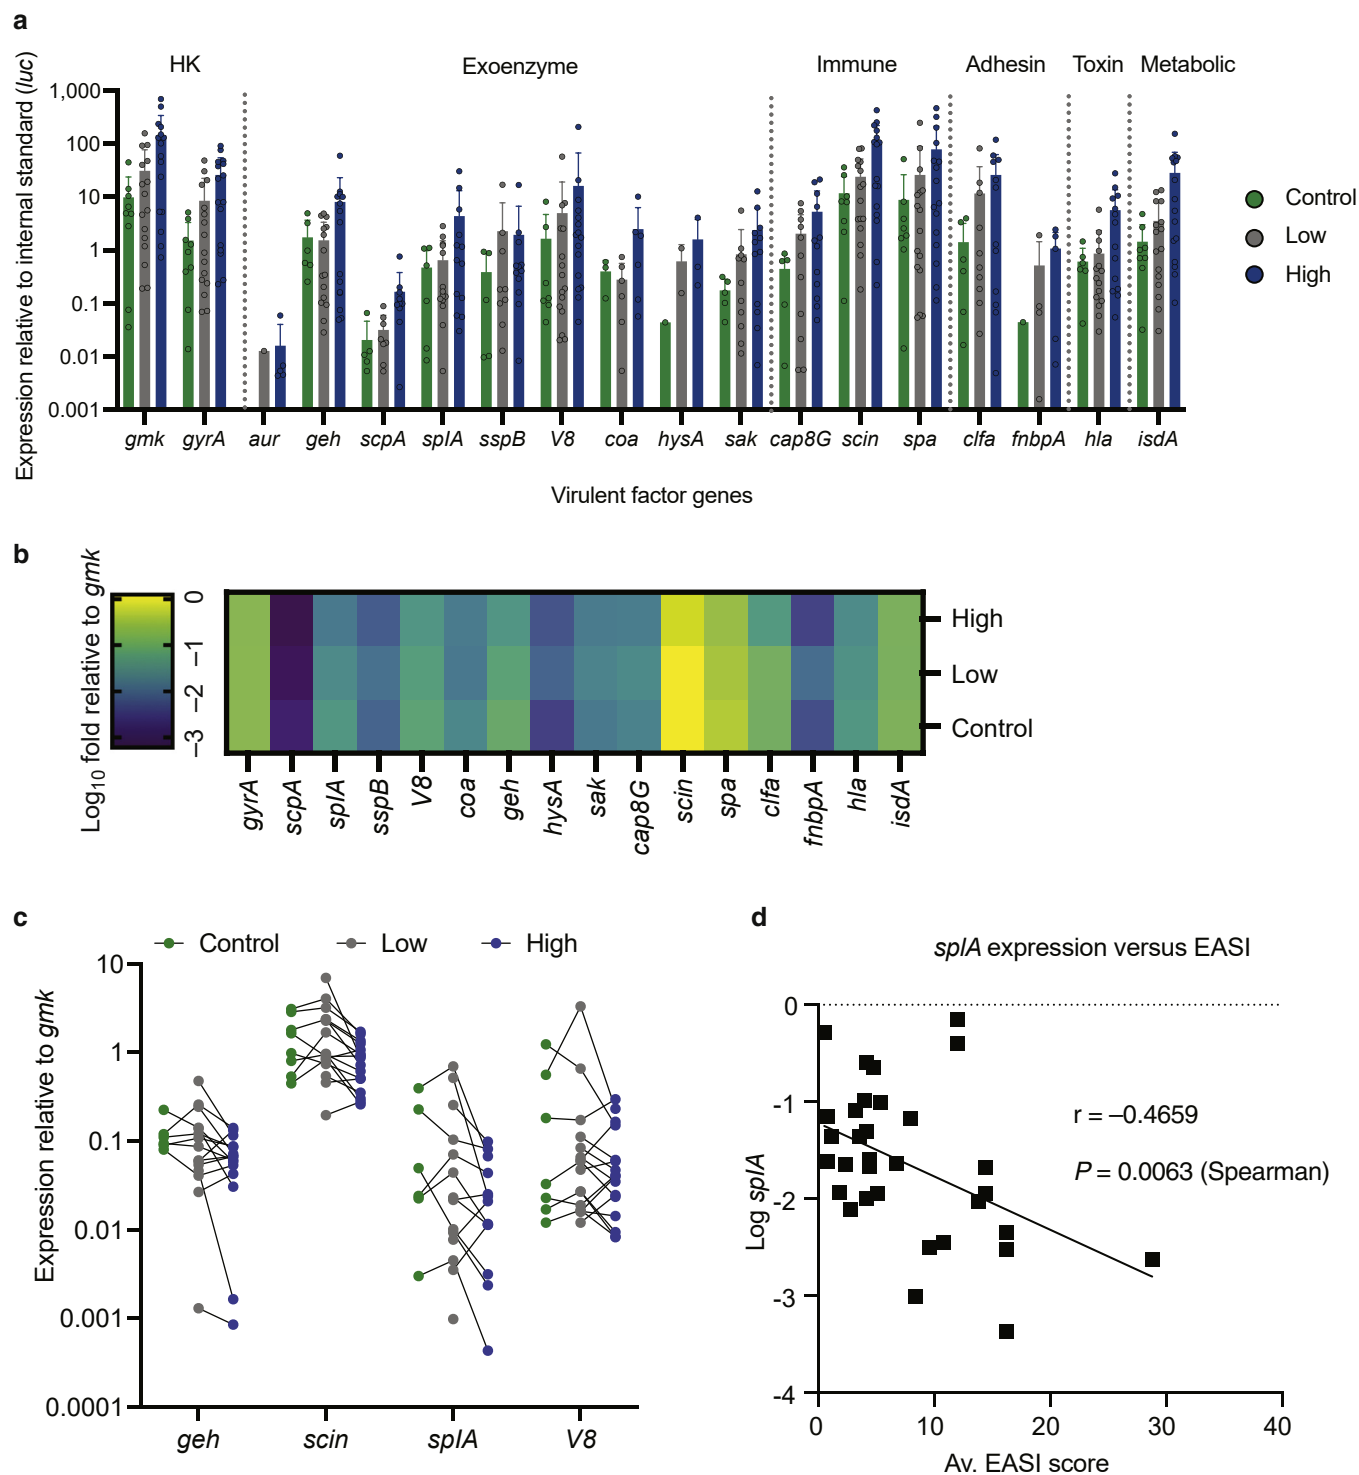 a
HK Exoenzyme Immune Adhesin Toxin Metabolic
Expression relative to internal standard (luc)
1,000
100
10
1
0.1
0.01
0.001
Control
Low
High
gmk gyrA aur geh scpA splA sspB V8 coa hysA sak cap8G scin spa clfa fnbpA hla isdA
Virulent factor genes
b
Log10 fold relative to gmk
0
−1
−2
−3
High
Low
Control
gyrA scpA splA sspB V8 coa geh hysA sak cap8G scin spa clfa fnbpA hla isdA
c
Control Low High
Expression relative to gmk
10
1
0.1
0.01
0.001
0.0001
geh scin splA V8
d
splA expression versus EASI
Log splA
0
-1
-2
-3
-4
r = –0.4659
P = 0.0063 (Spearman)
0 10 20 30 40
Av. EASI score